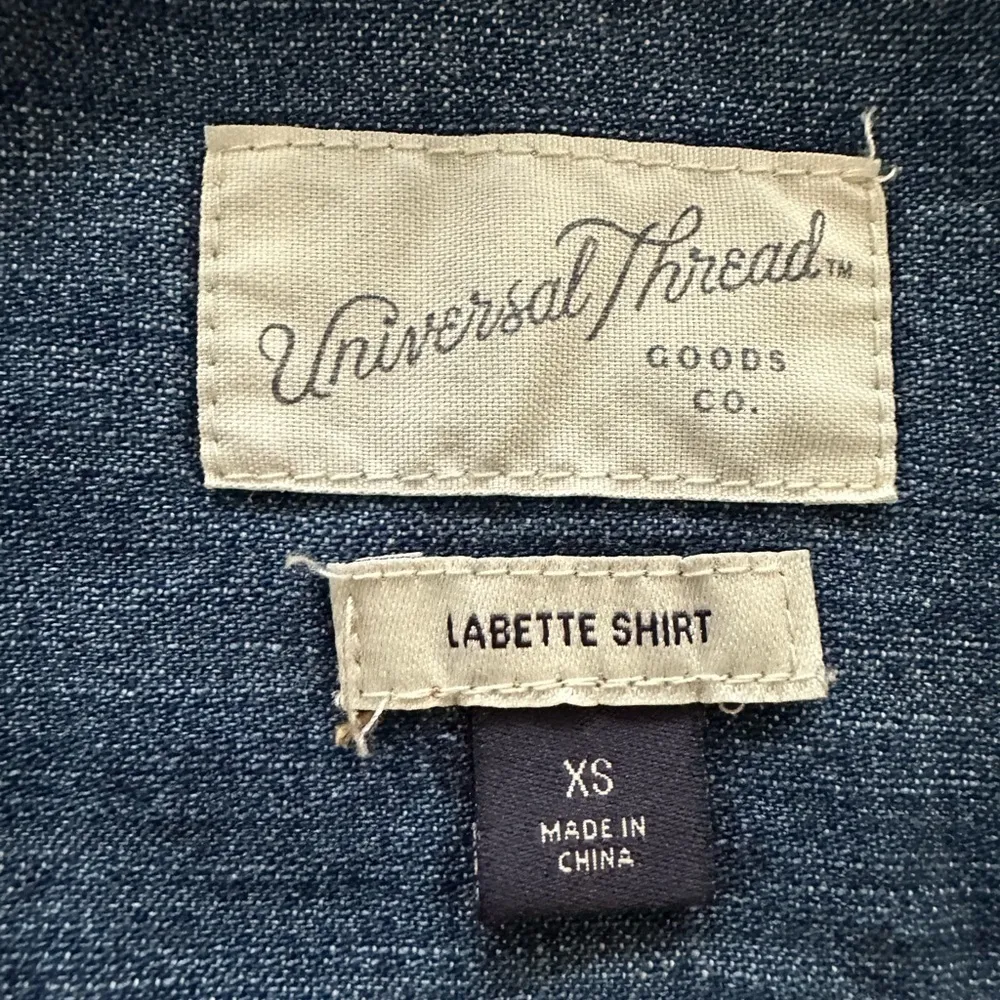 Universal Thread™
GOODS
CO.
LABETTE SHIRT
XS
MADE IN
CHINA